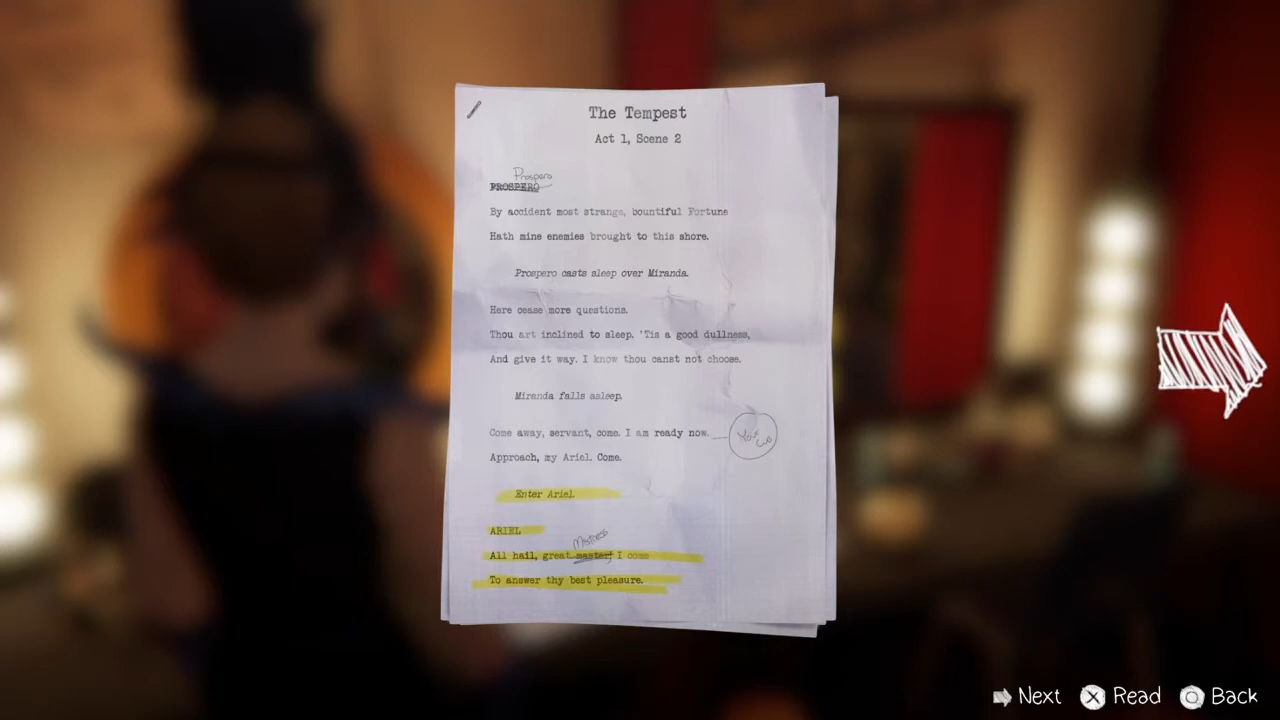 The Tempest
Act 1, Scene 2
Prospero
PROSPERO
By accident most strange, bountiful Fortune
Hath mine enemies brought to this shore.
Prospero casts sleep over Miranda.
Here cease more questions.
Thou art inclined to sleep. 'Tis a good dullness,
And give it way. I know thou canst not choose.
Miranda falls asleep.
Come away, servant, come. I am ready now.
Your
cue
Approach, my Ariel. Come.
Enter Ariel.
ARIEL
Mistress
All hail, great master, I come
To answer thy best pleasure.
Next Read Back